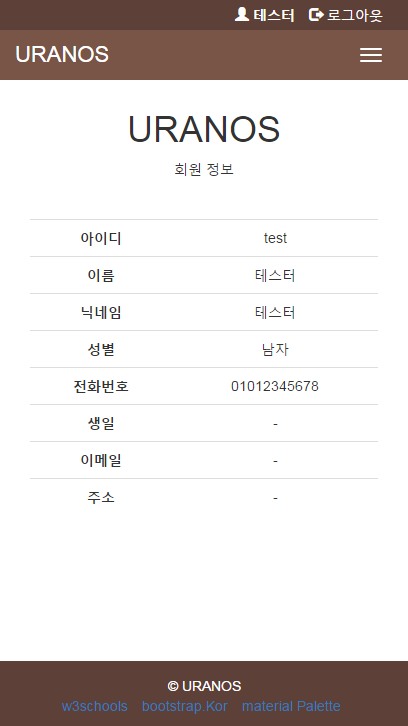 테스터 로그아웃
URANOS
URANOS
회원 정보
아이디 test
이름 테스터
닉네임 테스터
성별 남자
전화번호 01012345678
생일 -
이메일 -
주소 -
© URANOS
w3schools bootstrap.Kor material Palette